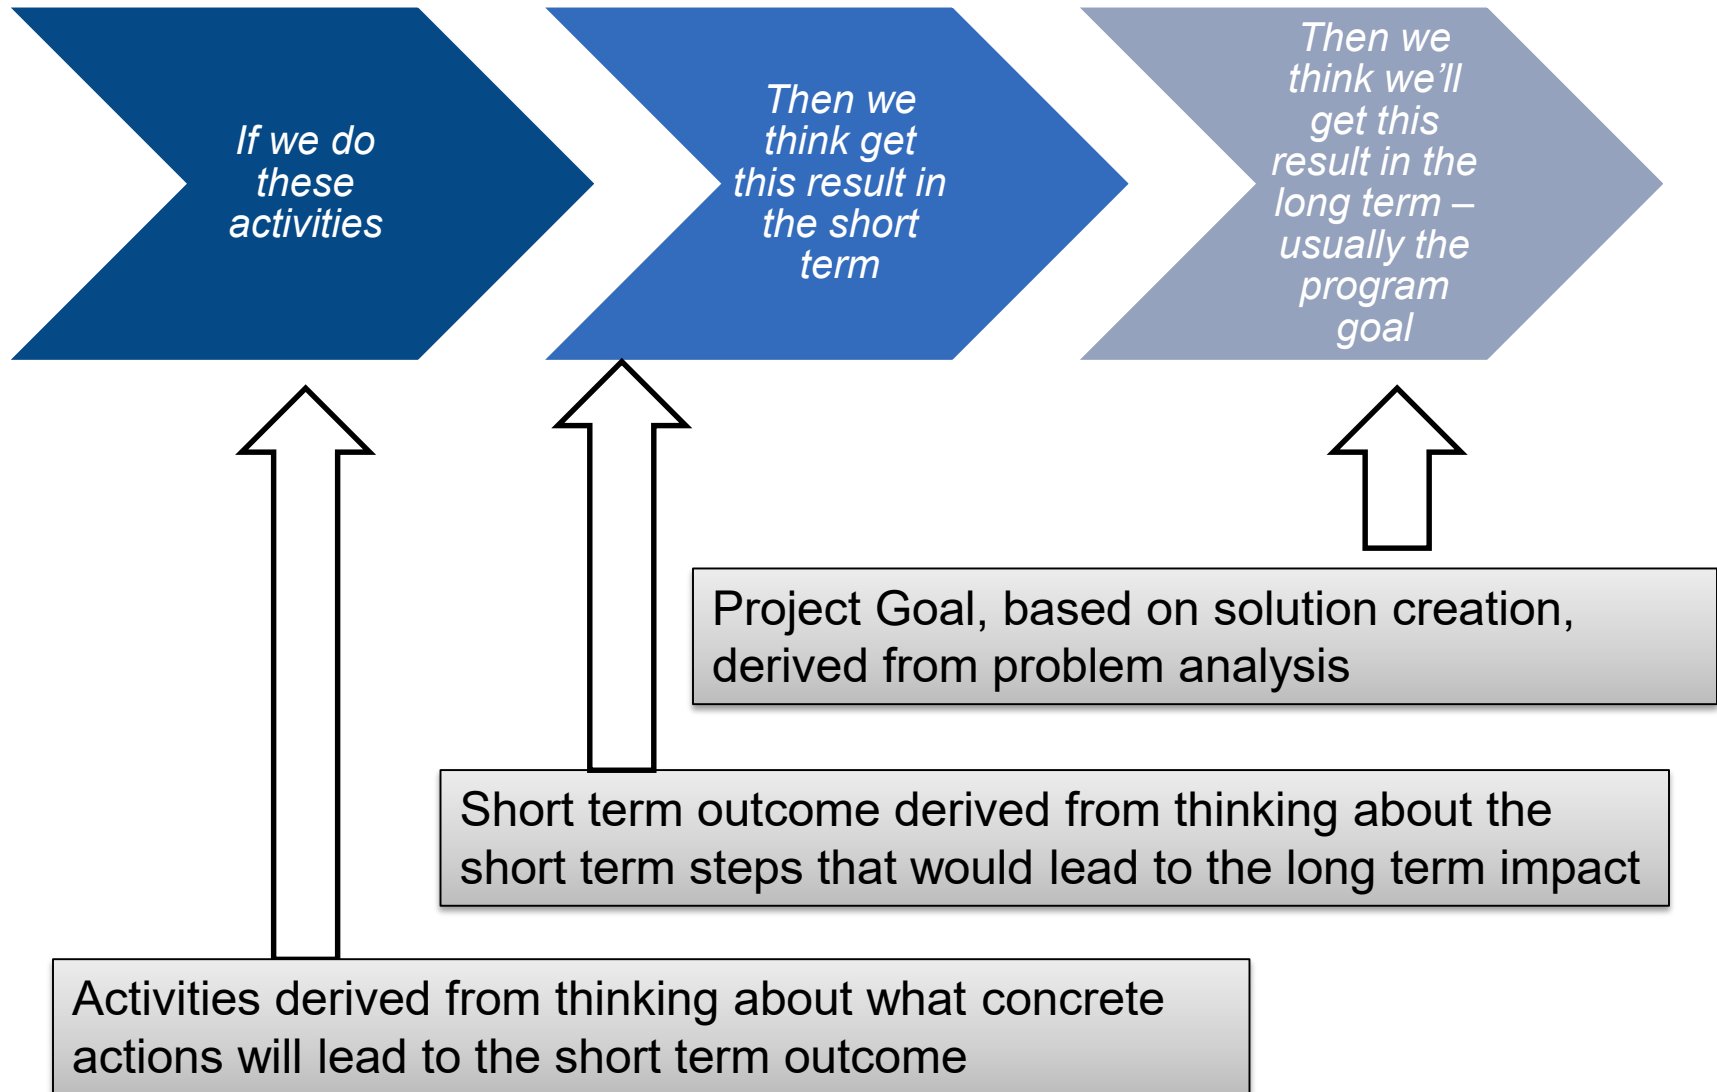 If we do
these
activities
Then we
think get
this result in
the short
term
Then we
think we’ll
get this
result in the
long term –
usually the
program
goal
Project Goal, based on solution creation,
derived from problem analysis
Short term outcome derived from thinking about the
short term steps that would lead to the long term impact
Activities derived from thinking about what concrete
actions will lead to the short term outcome